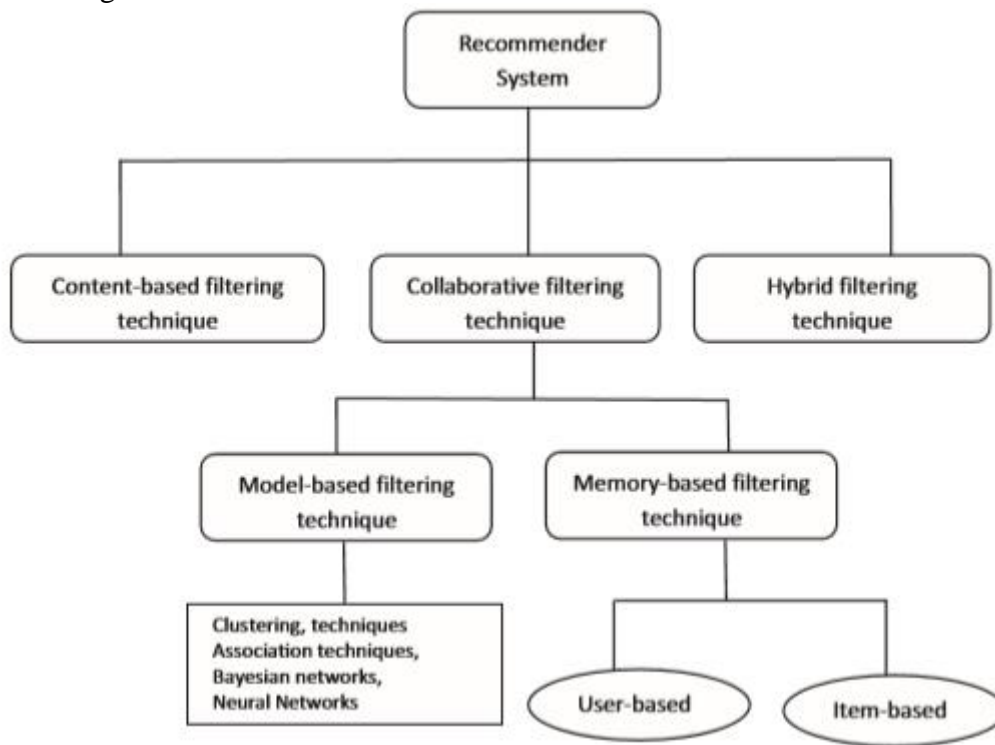 Recommender
System
Content-based filtering
technique
Collaborative filtering
technique
Hybrid filtering
technique
Model-based filtering
technique
Memory-based filtering
technique
Clustering, techniques
Association techniques,
Bayesian networks,
Neural Networks
User-based
Item-based